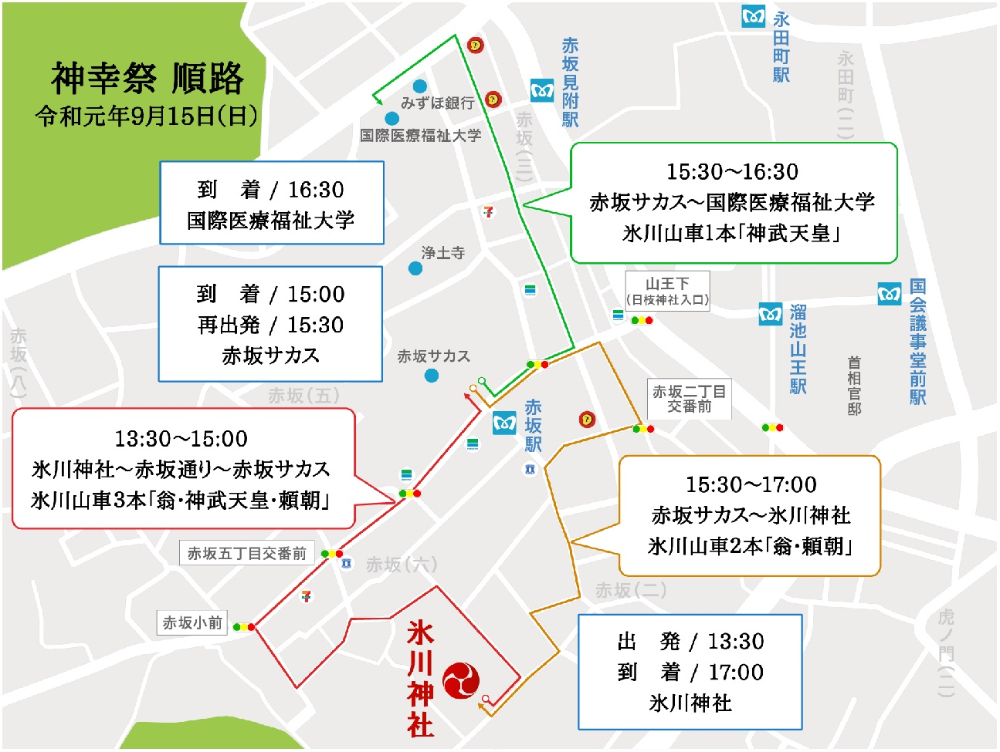 神幸祭 順路
令和元年9月15日(日)
永田町駅
赤坂見附駅
永田町(二)
みずほ銀行
国際医療福祉大学
赤坂(三)
到 着 / 16:30
国際医療福祉大学
15:30～16:30
赤坂サカス～国際医療福祉大学
氷川山車1本「神武天皇」
浄土寺
到 着 / 15:00
再出発 / 15:30
赤坂サカス
山王下
(日枝神社入口)
国会議事堂前駅
溜池山王駅
赤坂(八)
赤坂サカス
首相官邸
赤坂(五)
赤坂二丁目
交番前
赤坂駅
13:30～15:00
氷川神社～赤坂通り～赤坂サカス
氷川山車3本「翁・神武天皇・頼朝」
15:30～17:00
赤坂サカス～氷川神社
氷川山車2本「翁・頼朝」
赤坂五丁目交番前
赤坂(六)
赤坂(二)
赤坂小前
氷川神社
出 発 / 13:30
到 着 / 17:00
氷川神社
虎ノ門(二)